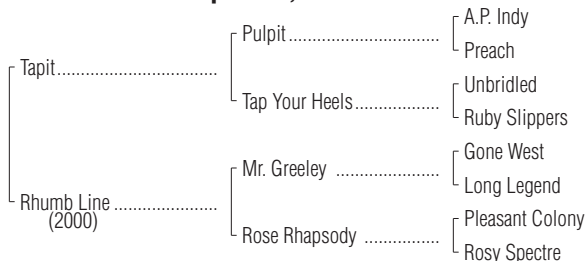 A.P. Indy
Pulpit
Preach
Tapit
Unbridled
Tap Your Heels
Ruby Slippers
Gone West
Mr. Greeley
Long Legend
Rhumb Line
(2000)
Pleasant Colony
Rose Rhapsody
Rosy Spectre